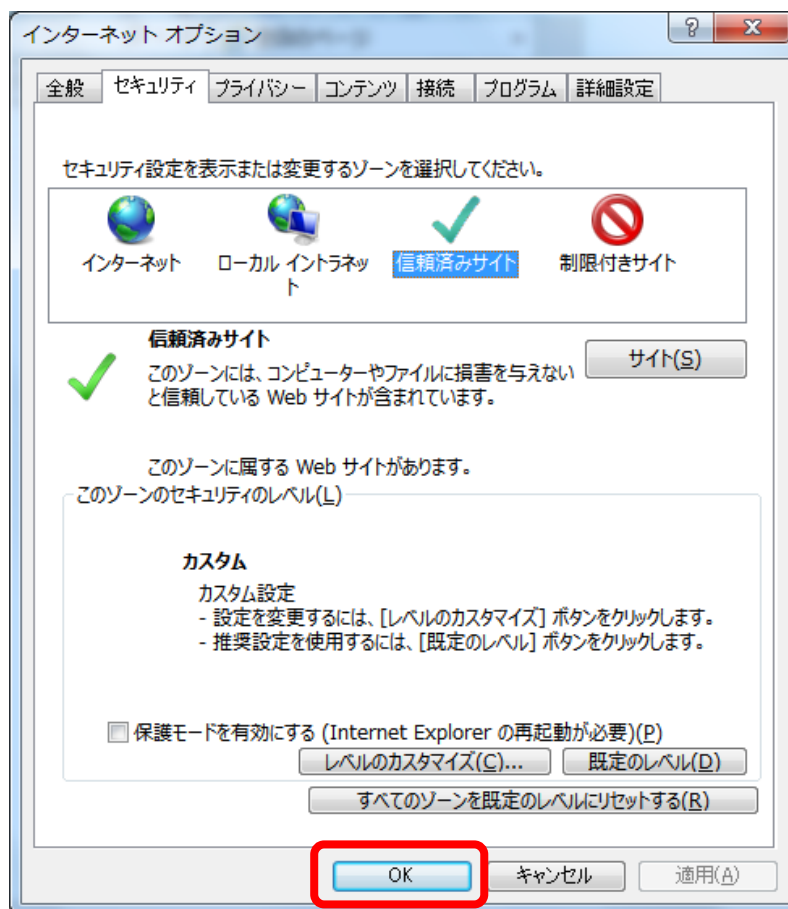 インターネット オプション
全般 セキュリティ プライバシー コンテンツ 接続 プログラム 詳細設定
セキュリティ設定を表示または変更するゾーンを選択してください。
インターネット ローカル イントラネッ
ト 信頼済みサイト 制限付きサイト
信頼済みサイト
サイト(S)
このゾーンには、コンピューターやファイルに損害を与えない
と信頼している Web サイトが含まれています。
このゾーンに属する Web サイトがあります。
このゾーンのセキュリティのレベル(L)
カスタム
カスタム設定
- 設定を変更するには、[レベルのカスタマイズ] ボタンをクリックします。
- 推奨設定を使用するには、[既定のレベル] ボタンをクリックします。
保護モードを有効にする (Internet Explorer の再起動が必要)(P)
レベルのカスタマイズ(C)... 既定のレベル(D)
すべてのゾーンを既定のレベルにリセットする(R)
OK キャンセル 適用(A)